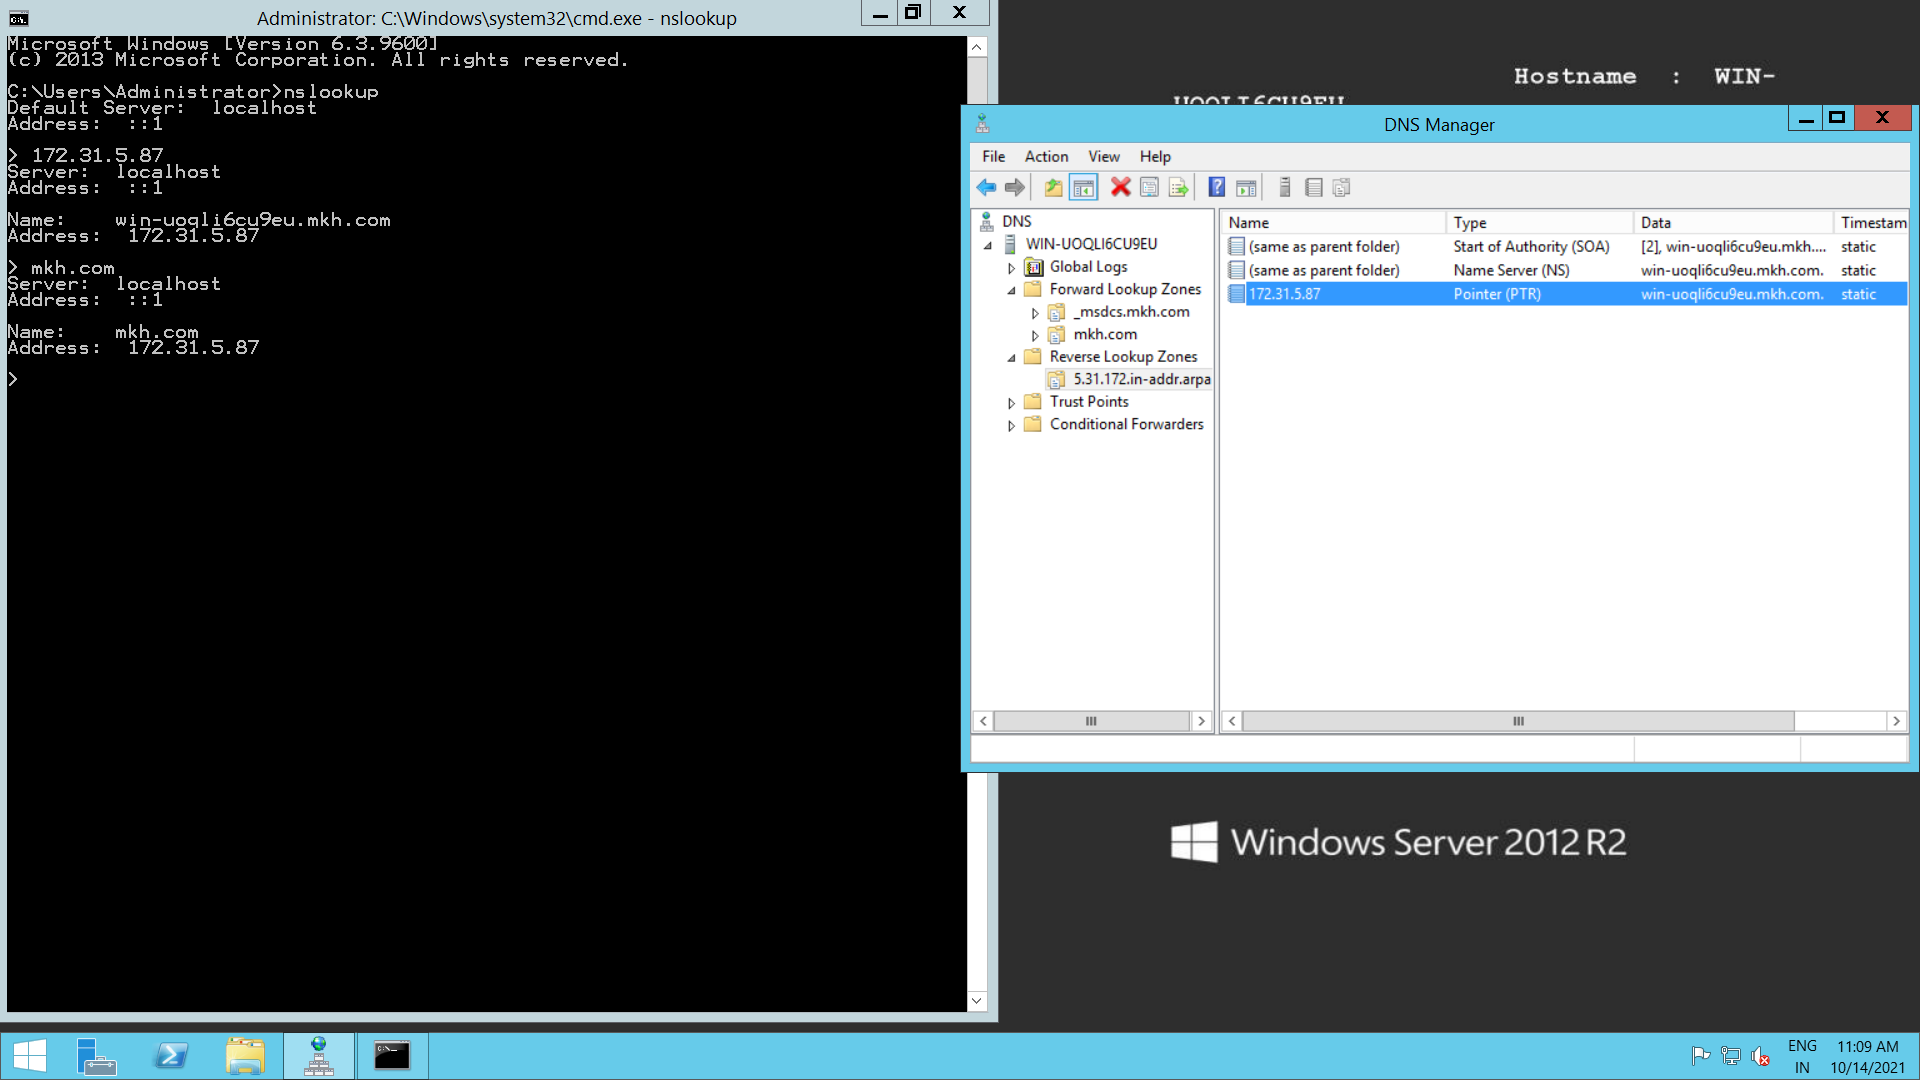 Administrator: C:\Windows\system32\cmd.exe - nslookup
Microsoft Windows [Version 6.3.9600]
(c) 2013 Microsoft Corporation. All rights reserved.
C:\Users\Administrator>nslookup
Default Server:  localhost
Address:  ::1
> 172.31.5.87
Server:  localhost
Address:  ::1
Name:    win-uoqli6cu9eu.mkh.com
Address:  172.31.5.87
> mkh.com
Server:  localhost
Address:  ::1
Name:    mkh.com
Address:  172.31.5.87
>
Hostname : WIN-
UOQLI6CU9EU
DNS Manager
File Action View Help
DNS
WIN-UOQLI6CU9EU
Global Logs
Forward Lookup Zones
_msdcs.mkh.com
mkh.com
Reverse Lookup Zones
5.31.172.in-addr.arpa
Trust Points
Conditional Forwarders
Name Type Data Timestam
(same as parent folder) Start of Authority (SOA) [2], win-uoqli6cu9eu.mkh.... static
(same as parent folder) Name Server (NS) win-uoqli6cu9eu.mkh.com. static
172.31.5.87 Pointer (PTR) win-uoqli6cu9eu.mkh.com. static
Windows Server 2012 R2
ENG
IN
11:09 AM
10/14/2021